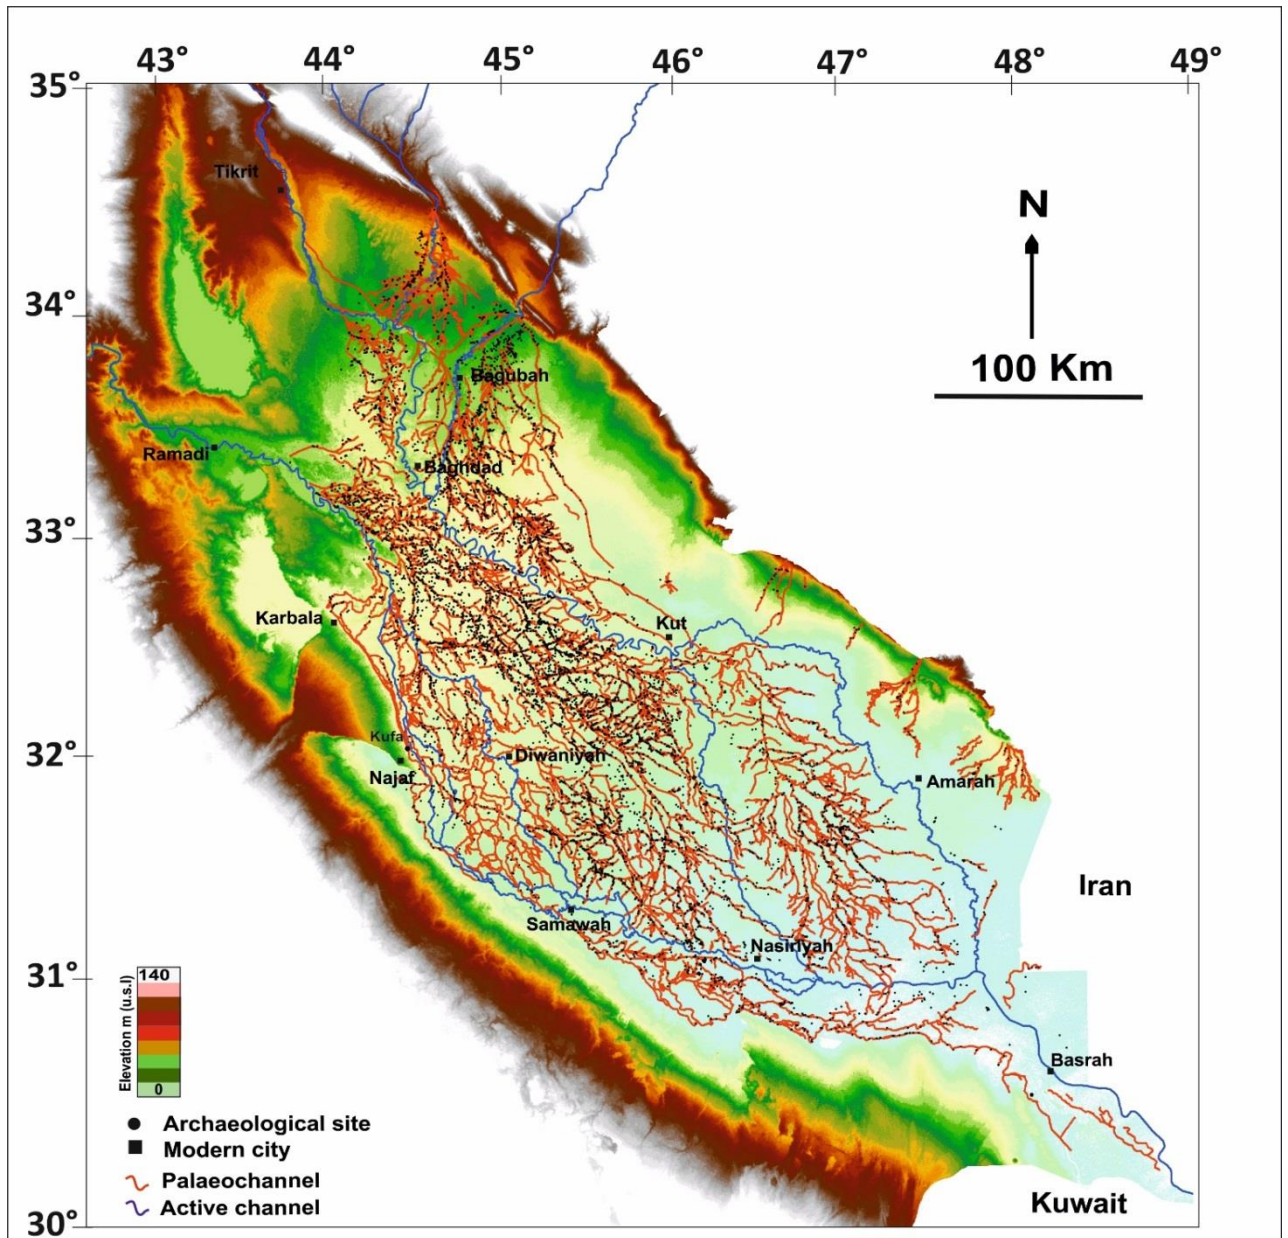 43° 44° 45° 46° 47° 48° 49°
35°
Tikrit
N
34°
100 Km
Baqubah
Ramadi
Baghdad
33°
Karbala
Kut
Kufa
32°
Diwaniyah
Najaf
Amarah
Iran
Samawah
Nasiriyah
31°
140
Elevation m (u.s.l)
0
Basrah
Archaeological site
Modern city
Palaeochannel
Active channel
Kuwait
30°